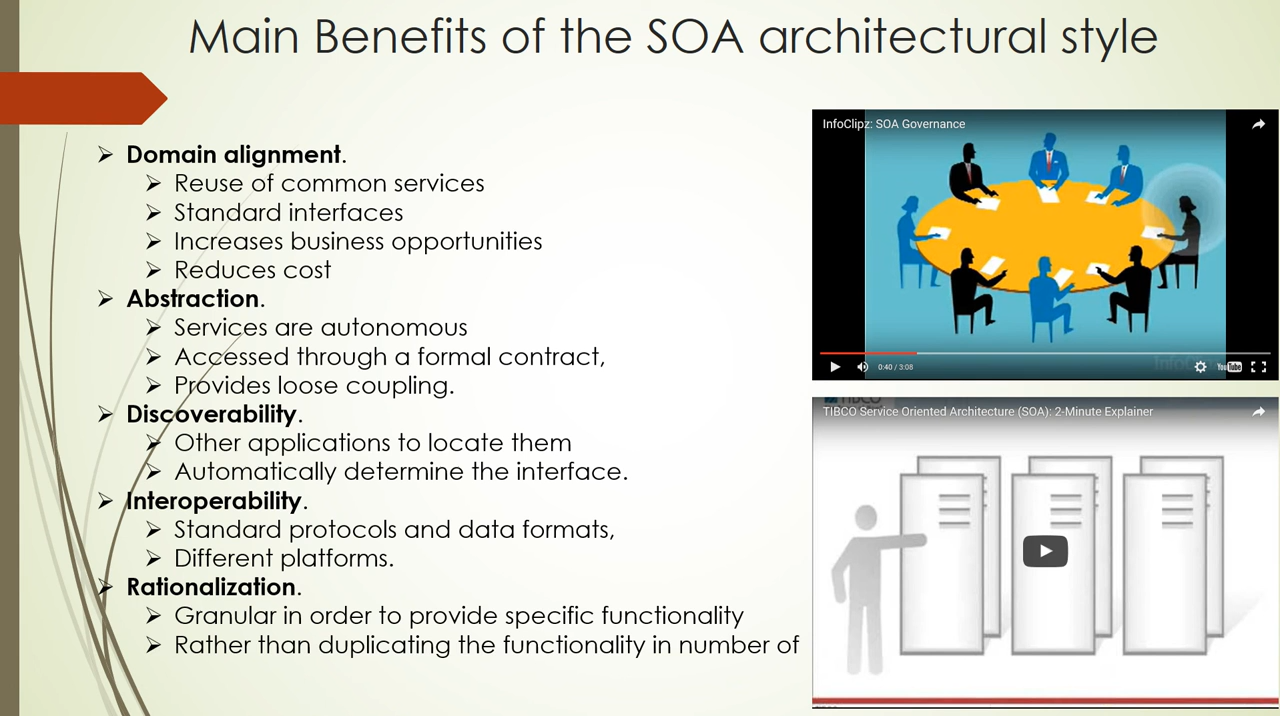 Main Benefits of the SOA architectural style
➢ Domain alignment.
➢ Reuse of common services
➢ Standard interfaces
➢ Increases business opportunities
➢ Reduces cost
➢ Abstraction.
➢ Services are autonomous
➢ Accessed through a formal contract,
➢ Provides loose coupling.
➢ Discoverability.
➢ Other applications to locate them
➢ Automatically determine the interface.
➢ Interoperability.
➢ Standard protocols and data formats,
➢ Different platforms.
➢ Rationalization.
➢ Granular in order to provide specific functionality
➢ Rather than duplicating the functionality in number of
InfoClipz: SOA Governance
0:40 / 3:08
YouTube
TIBCO
TIBCO Service Oriented Architecture (SOA): 2-Minute Explainer